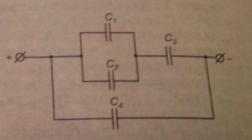 C₁
+
C₂
C₃
-
C₄